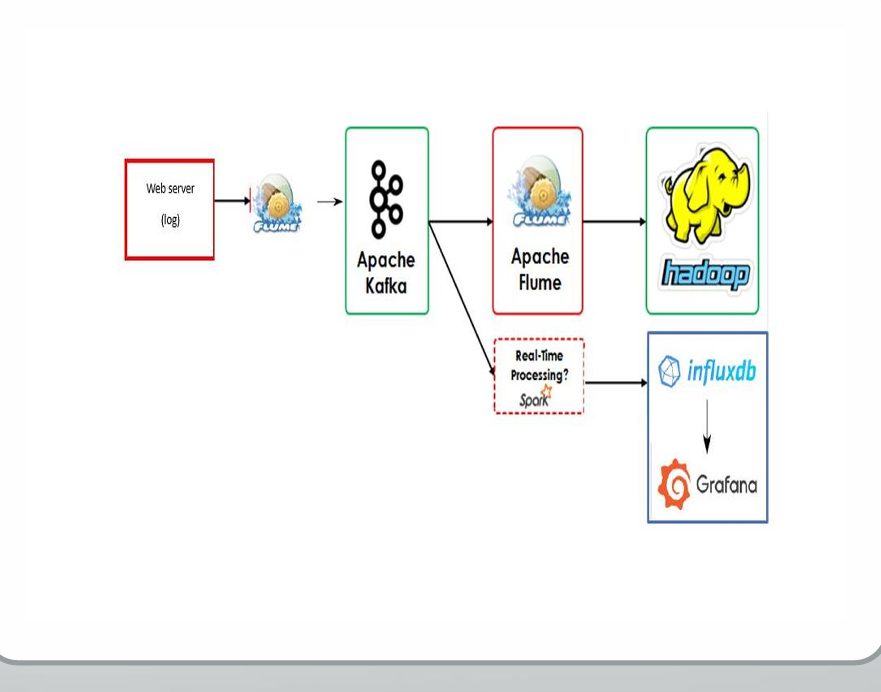 Web server
(log)
FLUME
Apache
Kafka
FLUME
Apache
Flume
hadoop
Real-Time
Processing?
Spark
influxdb
Grafana